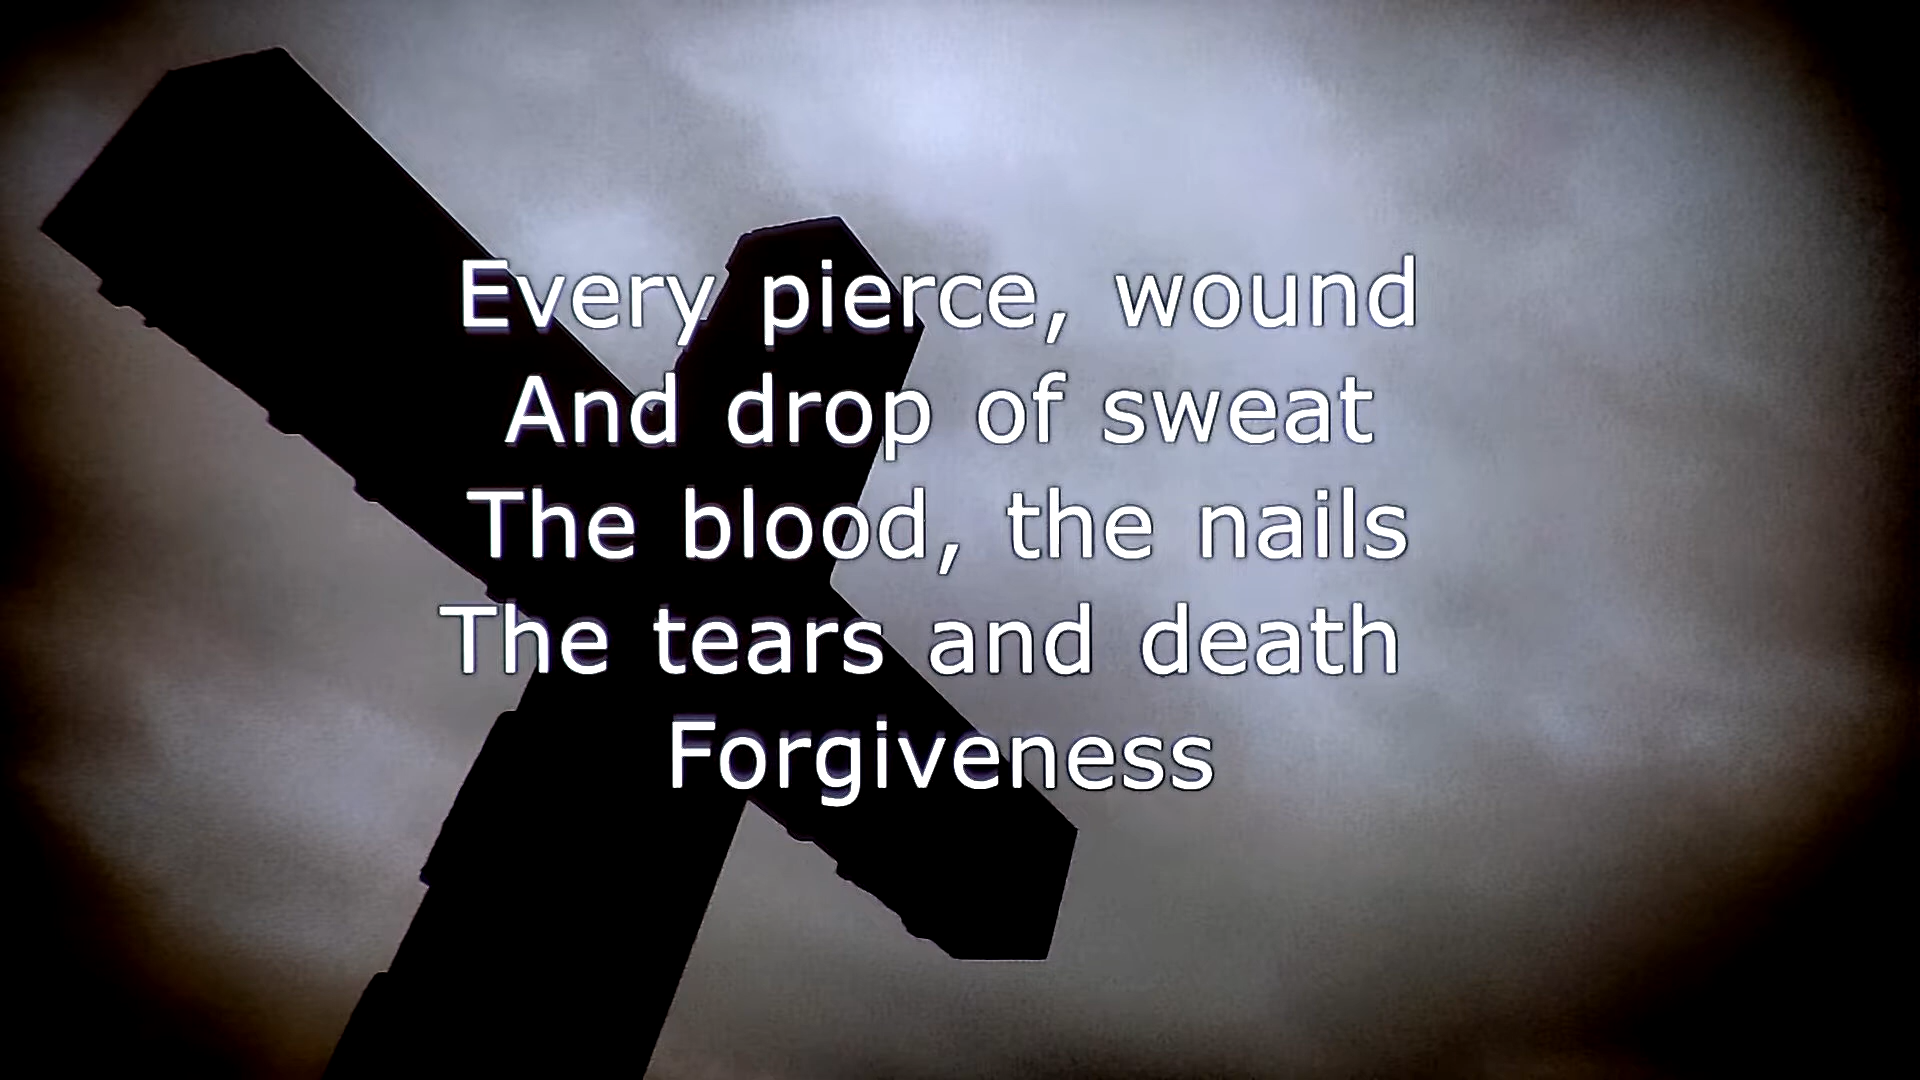 Every pierce, wound
And drop of sweat
The blood, the nails
The tears and death
Forgiveness